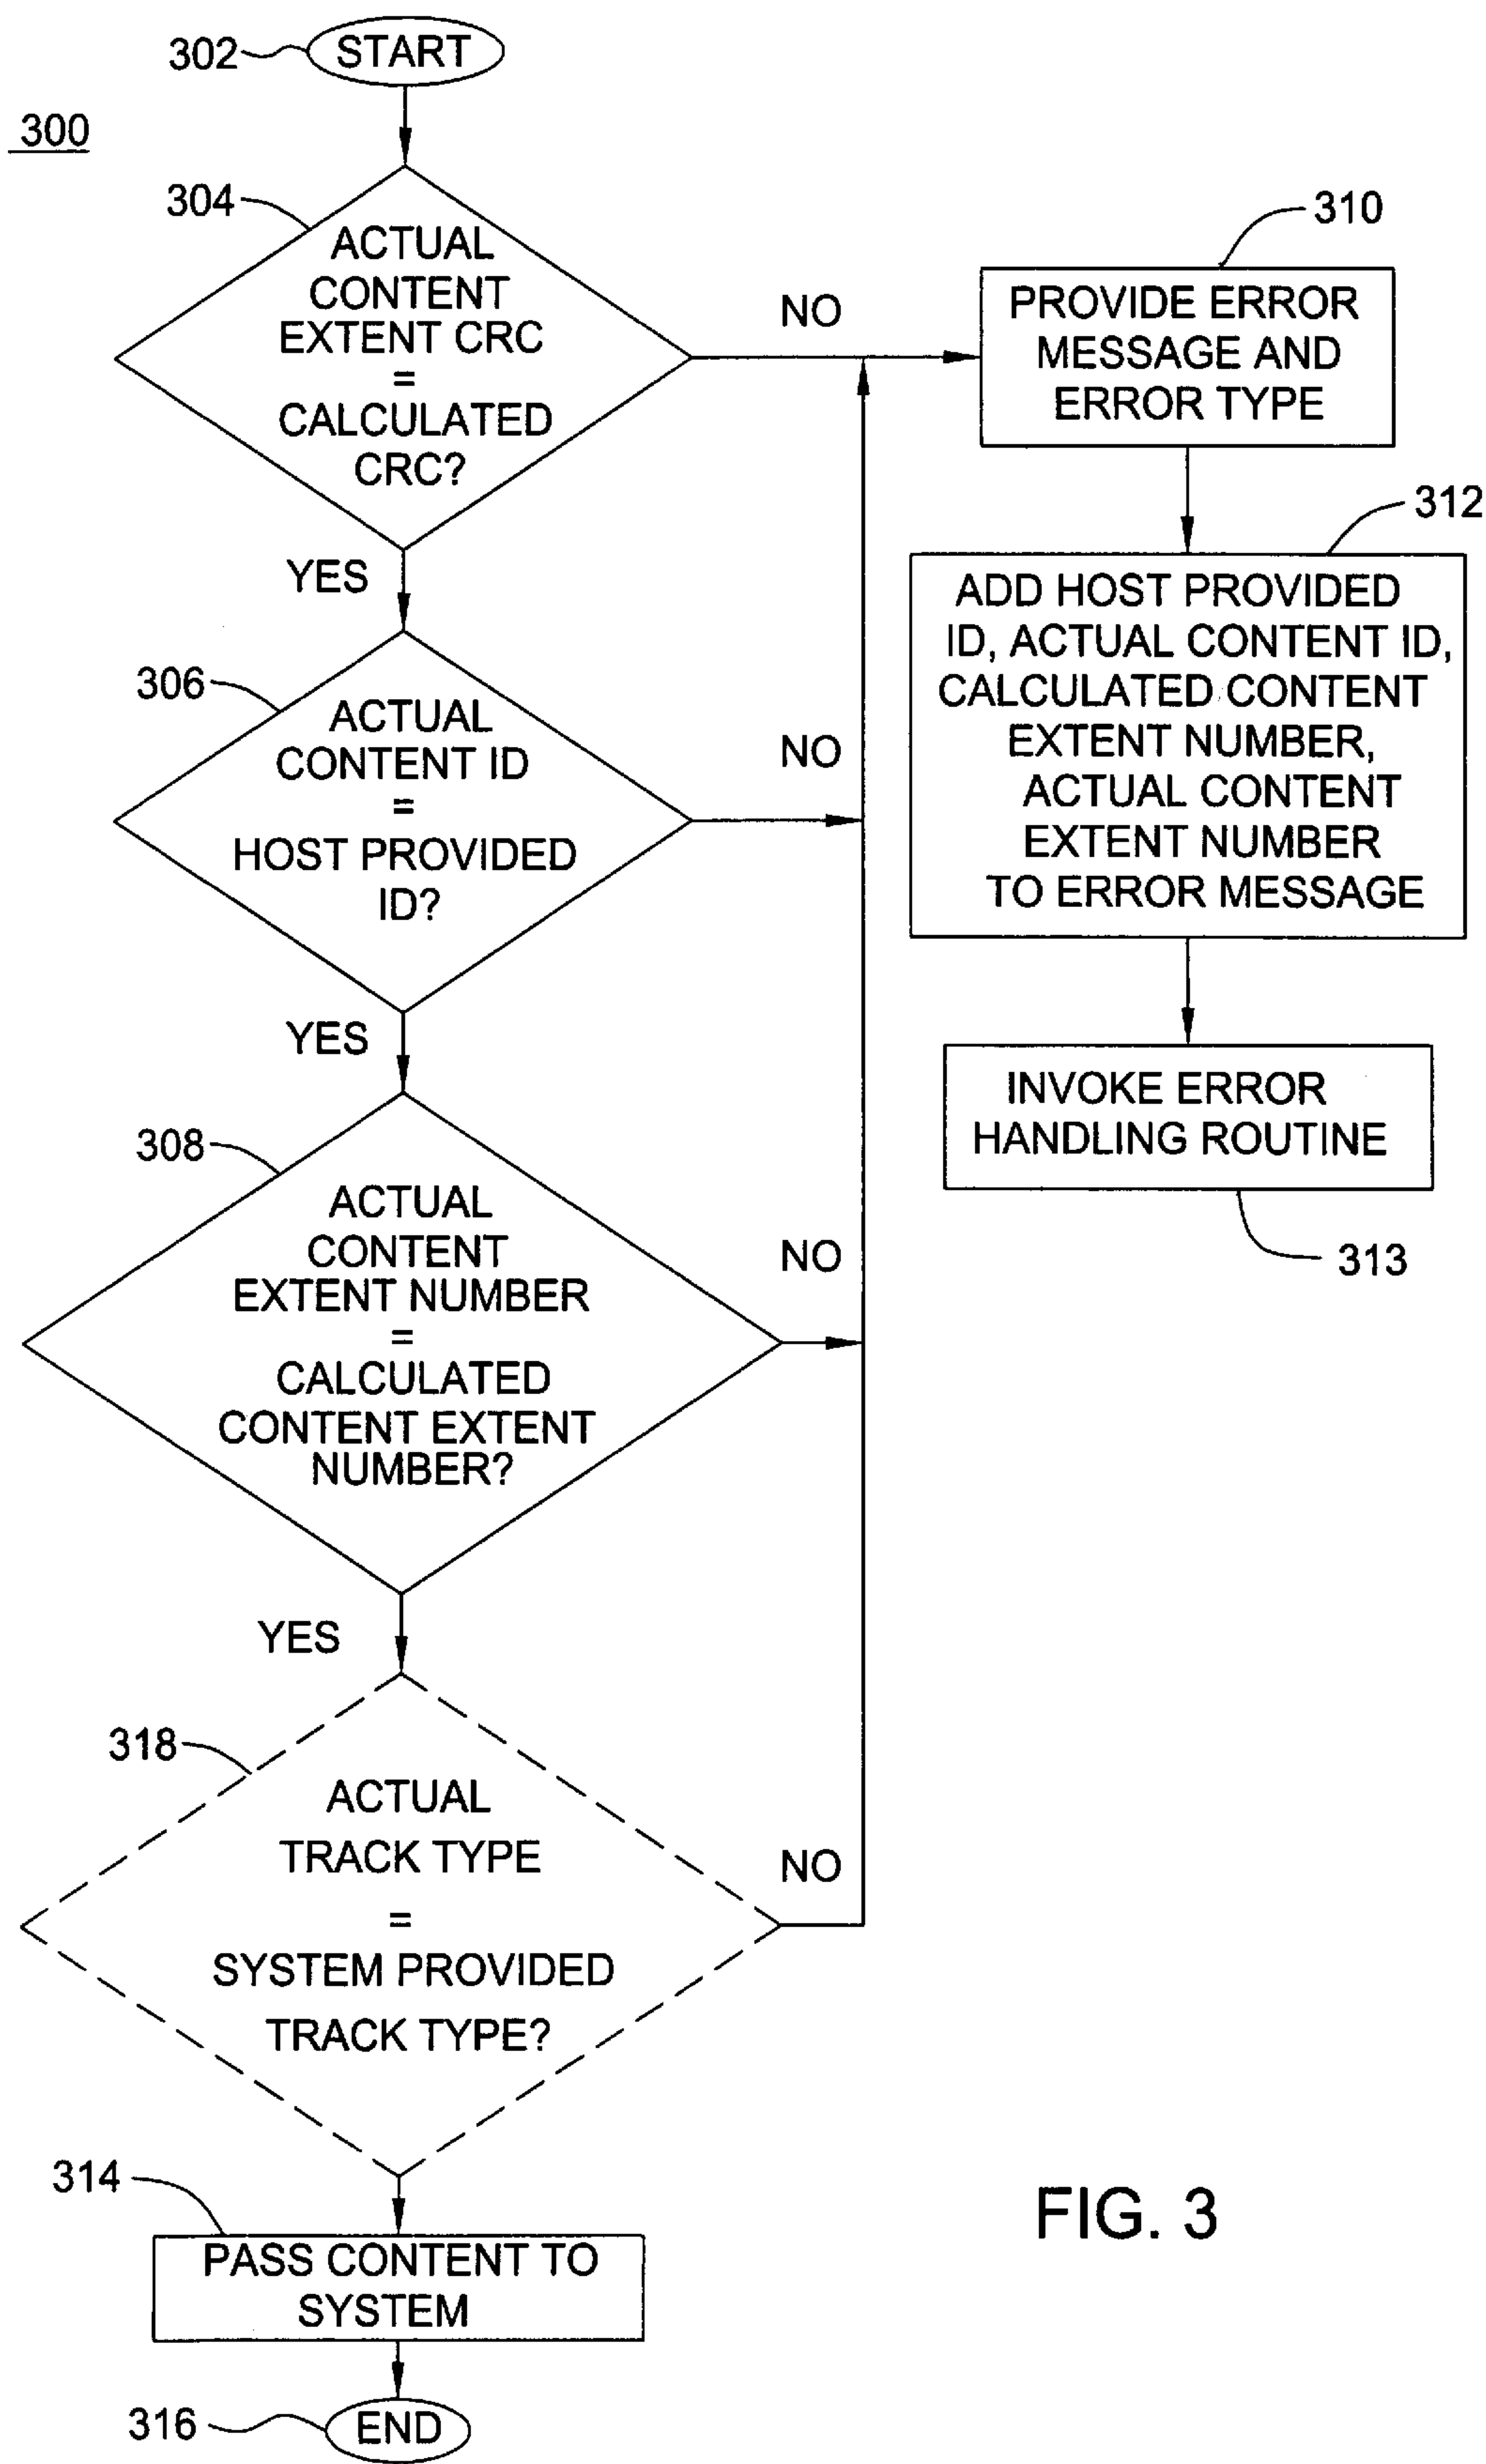 302
START
300
304
ACTUAL
CONTENT
EXTENT CRC
=
CALCULATED
CRC?
NO
310
PROVIDE ERROR
MESSAGE AND
ERROR TYPE
YES
312
ADD HOST PROVIDED
ID, ACTUAL CONTENT ID,
CALCULATED CONTENT
EXTENT NUMBER,
ACTUAL CONTENT
EXTENT NUMBER
TO ERROR MESSAGE
306
ACTUAL
CONTENT ID
=
HOST PROVIDED
ID?
NO
YES
INVOKE ERROR
HANDLING ROUTINE
313
308
ACTUAL
CONTENT
EXTENT NUMBER
=
CALCULATED
CONTENT EXTENT
NUMBER?
NO
YES
318
ACTUAL
TRACK TYPE
=
SYSTEM PROVIDED
TRACK TYPE?
NO
314
PASS CONTENT TO
SYSTEM
316
END
FIG. 3